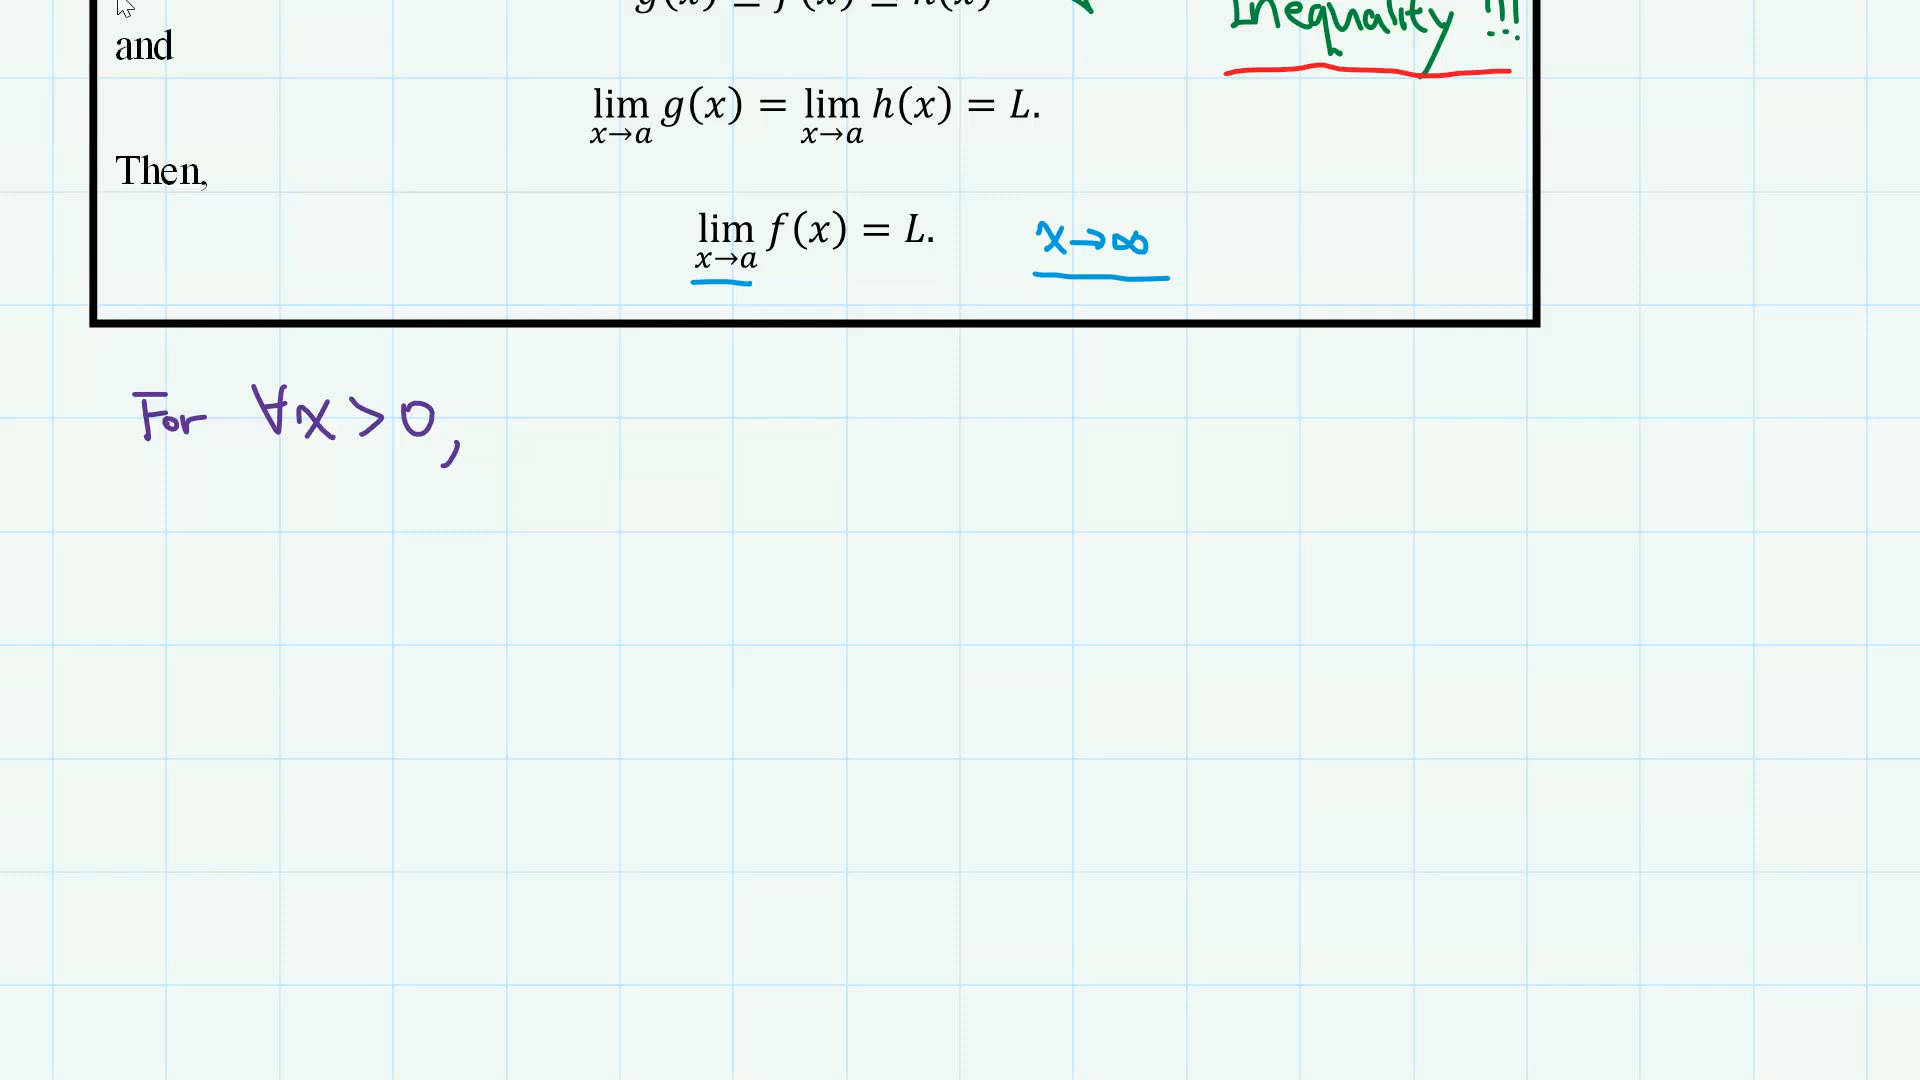 g(x) ≤ f(x) ≤ h(x)
Inequality !!!
and
lim x→a g(x) = lim x→a h(x) = L.
Then,
lim x→a f(x) = L. x→∞
For ∀x > 0,